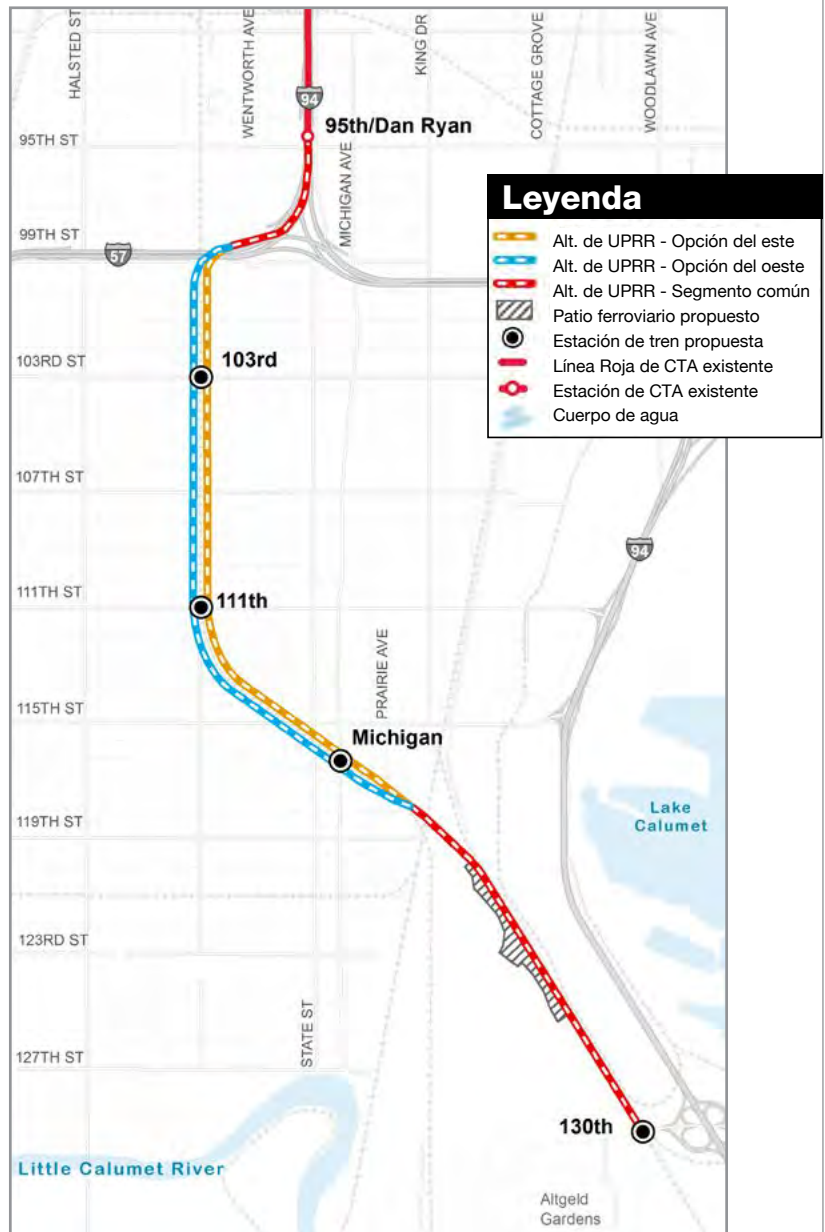 HALSTED ST
WENTWORTH AVE
94
KING DR
COTTAGE GROVE
WOODLAWN AVE
95th/Dan Ryan
95TH ST
MICHIGAN AVE
Leyenda
Alt. de UPRR - Opción del este
Alt. de UPRR - Opción del oeste
Alt. de UPRR - Segmento común
Patio ferroviario propuesto
Estación de tren propuesta
Línea Roja de CTA existente
Estación de CTA existente
Cuerpo de agua
99TH ST
57
103RD ST
103rd
107TH ST
94
111TH ST
111th
PRAIRIE AVE
115TH ST
Michigan
Lake
Calumet
119TH ST
123RD ST
STATE ST
127TH ST
130th
Little Calumet River
Altgeld
Gardens